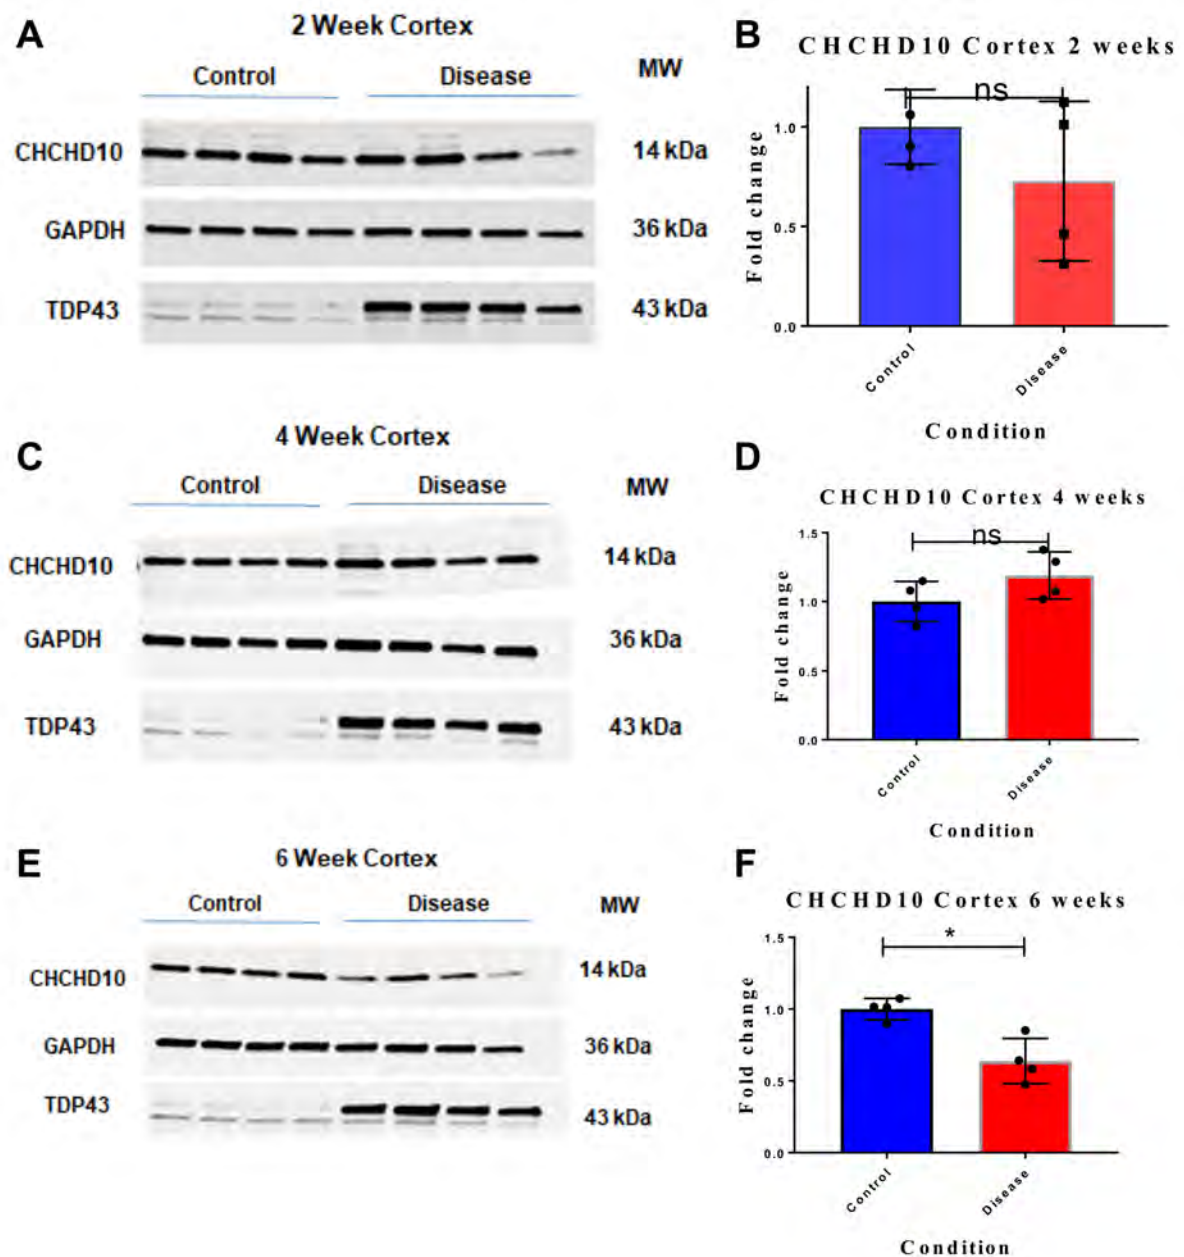 A
2 Week Cortex
Control Disease MW
CHCHD10 14 kDa
GAPDH 36 kDa
TDP43 43 kDa
B
CHCHD10 Cortex 2 weeks
ns
1.0
0.5
0.0
Fold change
Control Disease
Condition
C
4 Week Cortex
Control Disease MW
CHCHD10 14 kDa
GAPDH 36 kDa
TDP43 43 kDa
D
CHCHD10 Cortex 4 weeks
ns
1.5
1.0
0.5
0.0
Fold change
Control Disease
Condition
E
6 Week Cortex
Control Disease MW
CHCHD10 14 kDa
GAPDH 36 kDa
TDP43 43 kDa
F
CHCHD10 Cortex 6 weeks
*
1.5
1.0
0.5
0.0
Fold change
Control Disease
Condition